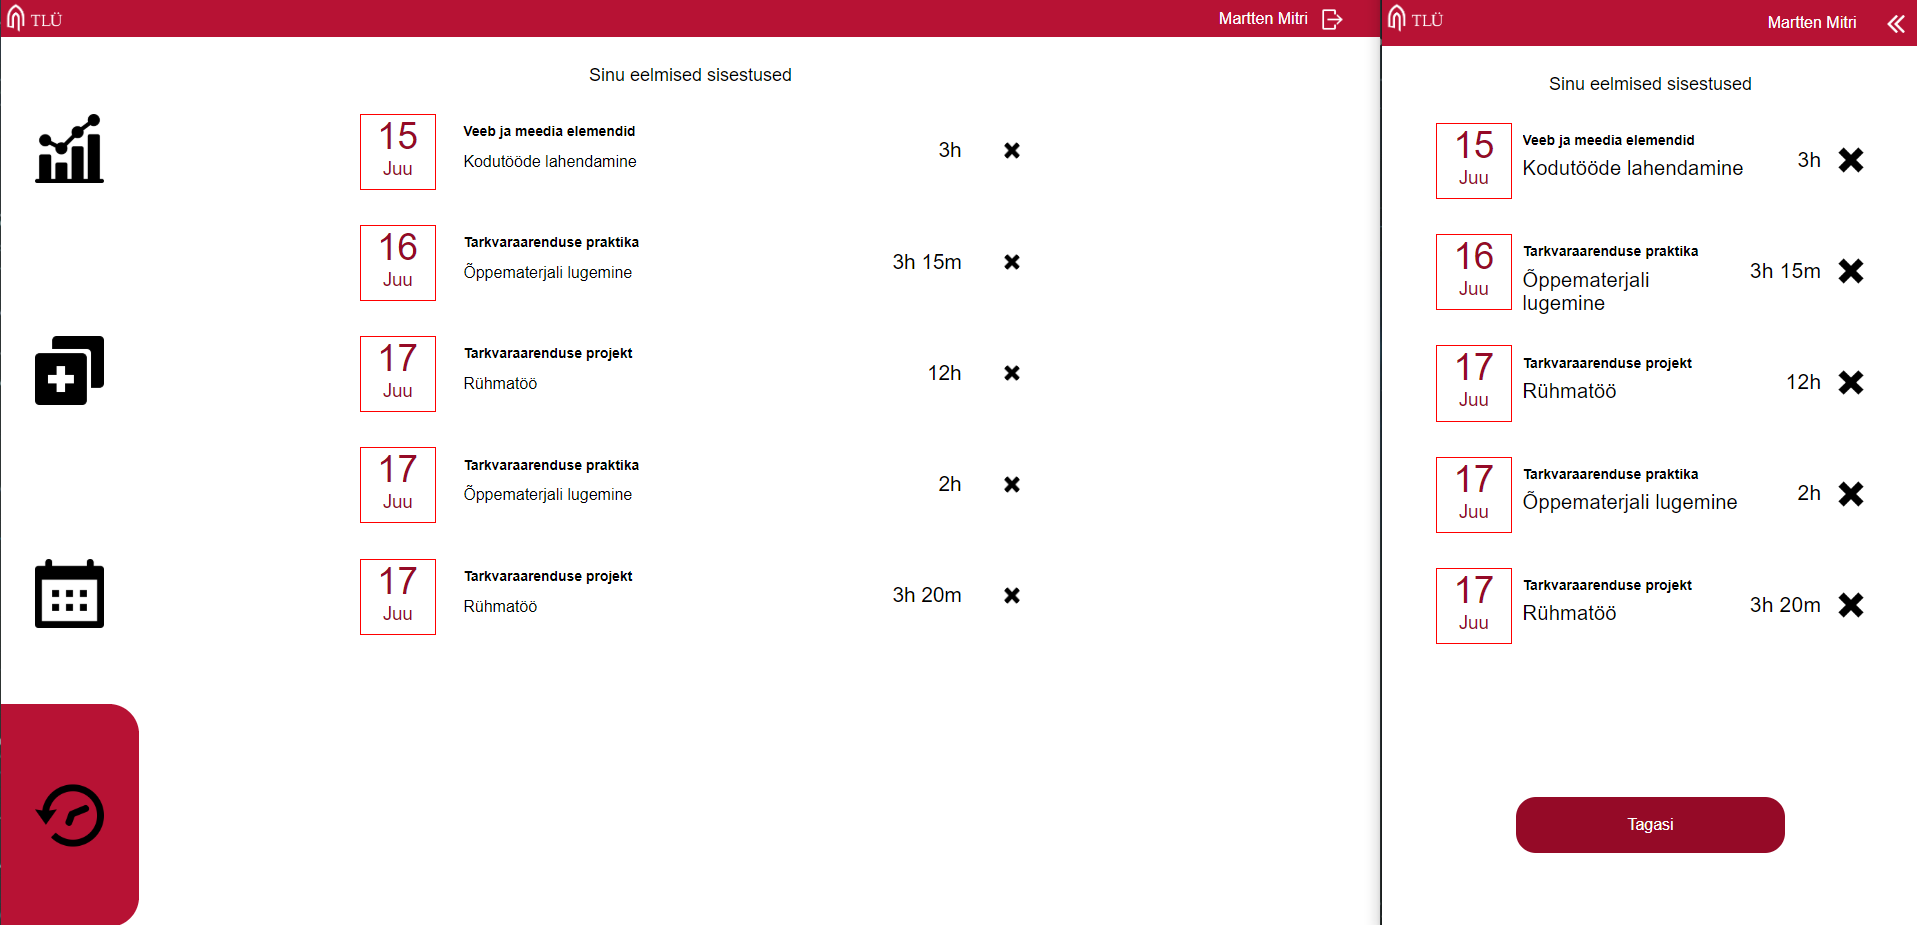 TLÜ
Martten Mitri
Sinu eelmised sisestused
15
Juu
Veeb ja meedia elemendid
Kodutööde lahendamine
3h
16
Juu
Tarkvaraarenduse praktika
Õppematerjali lugemine
3h 15m
17
Juu
Tarkvaraarenduse projekt
Rühmatöö
12h
17
Juu
Tarkvaraarenduse praktika
Õppematerjali lugemine
2h
17
Juu
Tarkvaraarenduse projekt
Rühmatöö
3h 20m
TLÜ
Martten Mitri
Sinu eelmised sisestused
15
Juu
Veeb ja meedia elemendid
Kodutööde lahendamine
3h
16
Juu
Tarkvaraarenduse praktika
Õppematerjali
lugemine
3h 15m
17
Juu
Tarkvaraarenduse projekt
Rühmatöö
12h
17
Juu
Tarkvaraarenduse praktika
Õppematerjali lugemine
2h
17
Juu
Tarkvaraarenduse projekt
Rühmatöö
3h 20m
Tagasi